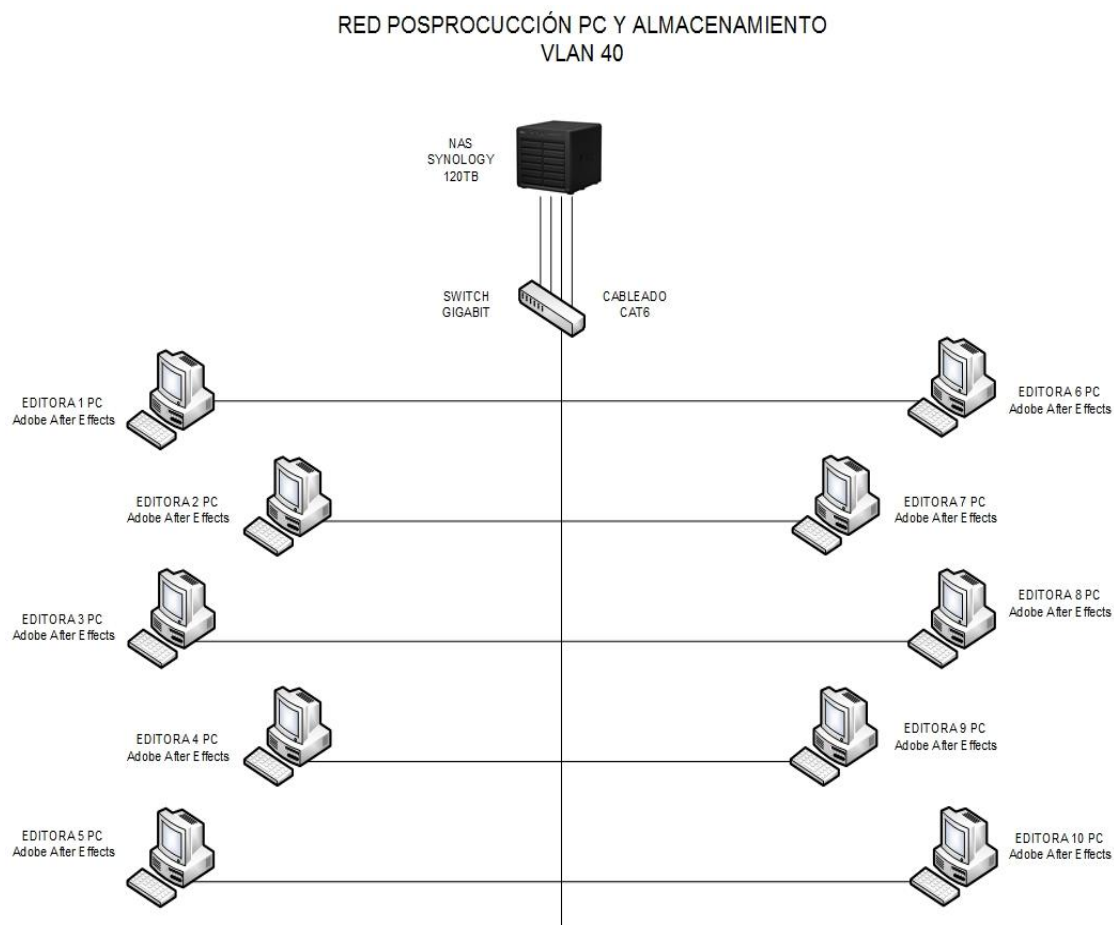 RED POSPROCUCCIÓN PC Y ALMACENAMIENTO
VLAN 40
NAS
SYNOLOGY
120TB
SWITCH
GIGABIT
CABLEADO
CAT6
EDITORA 1 PC
Adobe After Effects
EDITORA 6 PC
Adobe After Effects
EDITORA 2 PC
Adobe After Effects
EDITORA 7 PC
Adobe After Effects
EDITORA 3 PC
Adobe After Effects
EDITORA 8 PC
Adobe After Effects
EDITORA 4 PC
Adobe After Effects
EDITORA 9 PC
Adobe After Effects
EDITORA 5 PC
Adobe After Effects
EDITORA 10 PC
Adobe After Effects